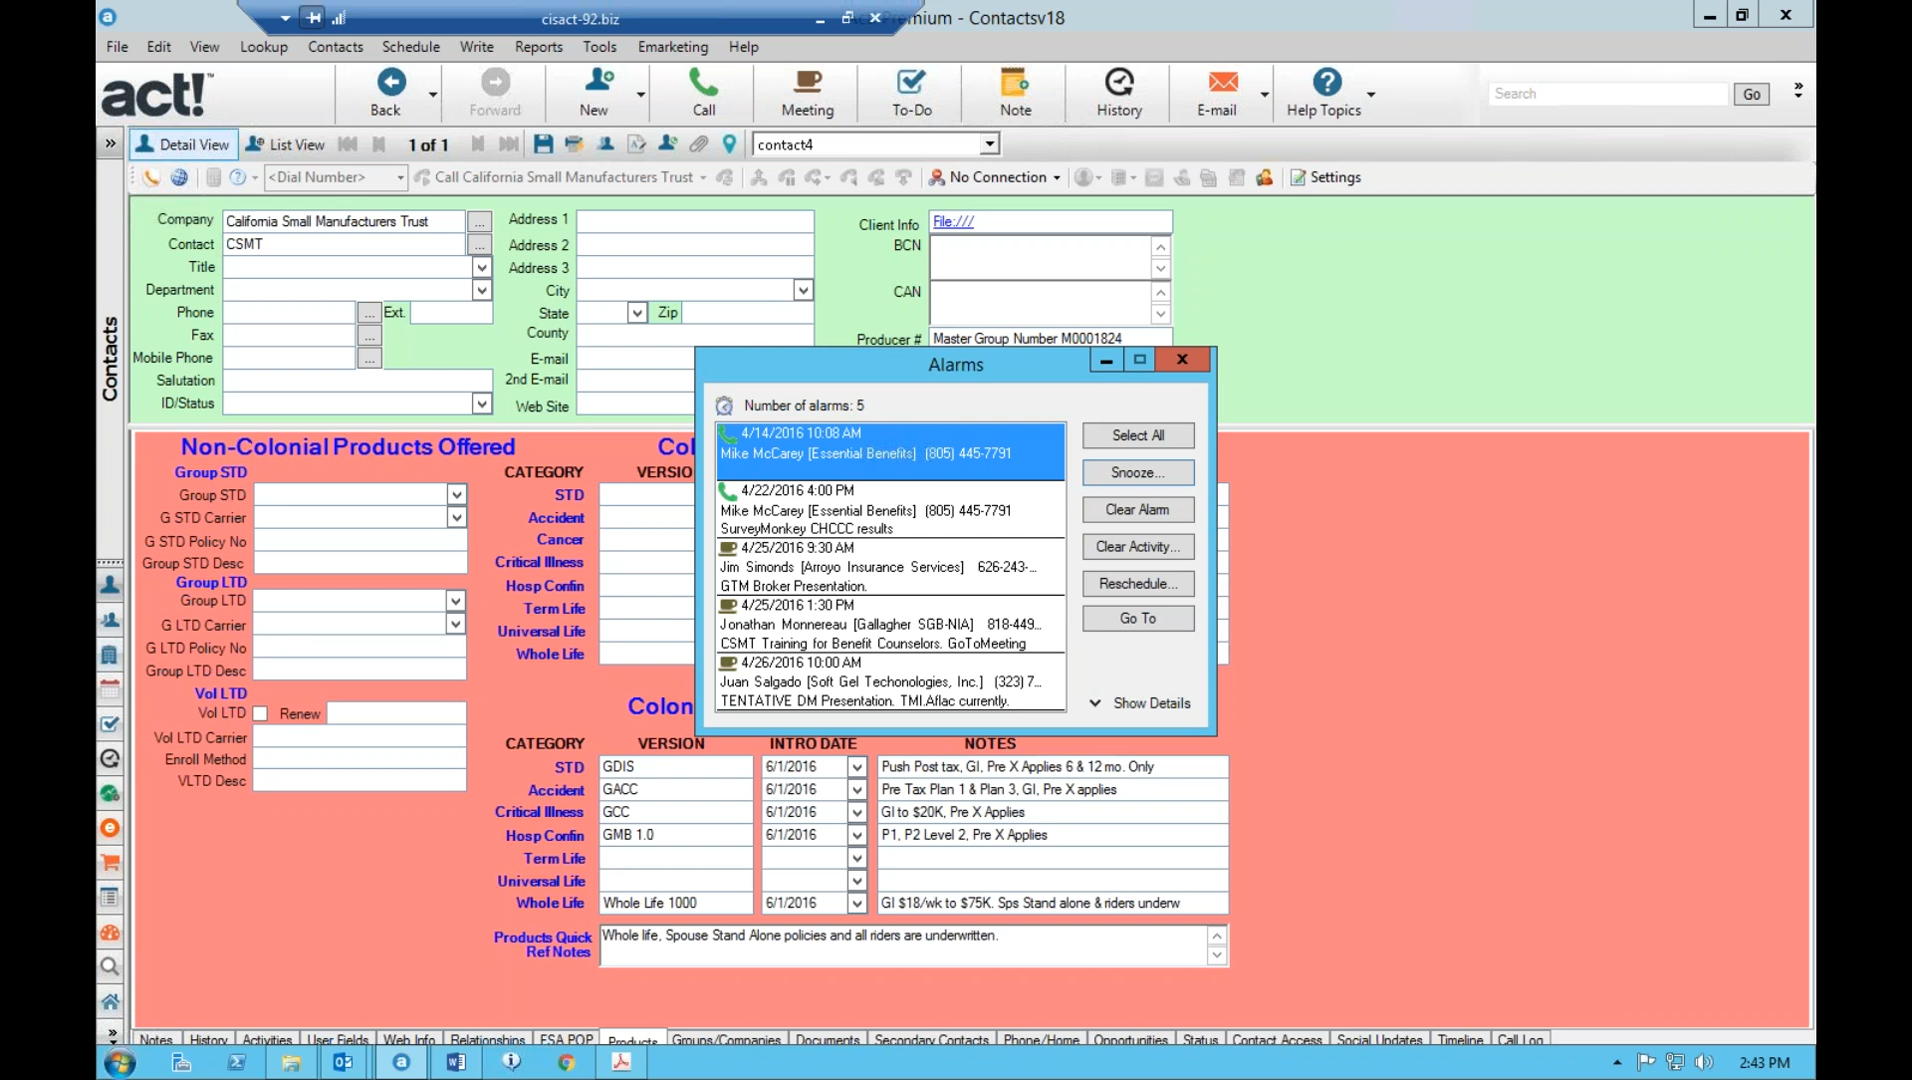 cisact-92.biz
Premium - Contactsv18
File Edit View Lookup Contacts Schedule Write Reports Tools Emarketing Help
act!
Back Forward New Call Meeting To-Do Note History E-mail Help Topics
Search Go
Detail View List View 1 of 1 contact4
<Dial Number> Call California Small Manufacturers Trust No Connection Settings
Contacts
Company California Small Manufacturers Trust ...
Contact CSMT ...
Title
Department
Phone ... Ext.
Fax ...
Mobile Phone ...
Salutation
ID/Status
Address 1
Address 2
Address 3
City
State Zip
County
E-mail
2nd E-mail
Web Site
Client Info File:///
BCN
CAN
Producer # Master Group Number M0001824
Non-Colonial Products Offered
Group STD
Group STD
G STD Carrier
G STD Policy No
Group STD Desc
Group LTD
Group LTD
G LTD Carrier
G LTD Policy No
Group LTD Desc
Vol LTD
Vol LTD Renew
Vol LTD Carrier
Enroll Method
VLTD Desc
Co
CATEGORY VERSIO
STD
Accident
Cancer
Critical Illness
Hosp Confin
Term Life
Universal Life
Whole Life
Alarms
Number of alarms: 5
4/14/2016 10:08 AM
Mike McCarey [Essential Benefits] (805) 445-7791
4/22/2016 4:00 PM
Mike McCarey [Essential Benefits] (805) 445-7791
SurveyMonkey CHCCC results
4/25/2016 9:30 AM
Jim Simonds [Arroyo Insurance Services] 626-243-...
GTM Broker Presentation.
4/25/2016 1:30 PM
Jonathan Monnereau [Gallagher SGB-NIA] 818-449...
CSMT Training for Benefit Counselors. GoToMeeting
4/26/2016 10:00 AM
Juan Salgado [Soft Gel Techonologies, Inc.] (323) 7...
TENTATIVE DM Presentation. TMI.Aflac currently.
Select All
Snooze...
Clear Alarm
Clear Activity...
Reschedule...
Go To
Show Details
Colon
CATEGORY VERSION INTRO DATE NOTES
STD GDIS 6/1/2016 Push Post tax, GI, Pre X Applies 6 & 12 mo. Only
Accident GACC 6/1/2016 Pre Tax Plan 1 & Plan 3, GI, Pre X applies
Critical Illness GCC 6/1/2016 GI to $20K, Pre X Applies
Hosp Confin GMB 1.0 6/1/2016 P1, P2 Level 2, Pre X Applies
Term Life
Universal Life
Whole Life Whole Life 1000 6/1/2016 GI $18/wk to $75K. Sps Stand alone & riders underw
Products Quick
Ref Notes
Whole life, Spouse Stand Alone policies and all riders are underwritten.
Notes History Activities User Fields Web Info Relationships FSA POP Products Groups/Companies Documents Secondary Contacts Phone/Home Opportunities Status Contact Access Social Updates Timeline Call Log
2:43 PM